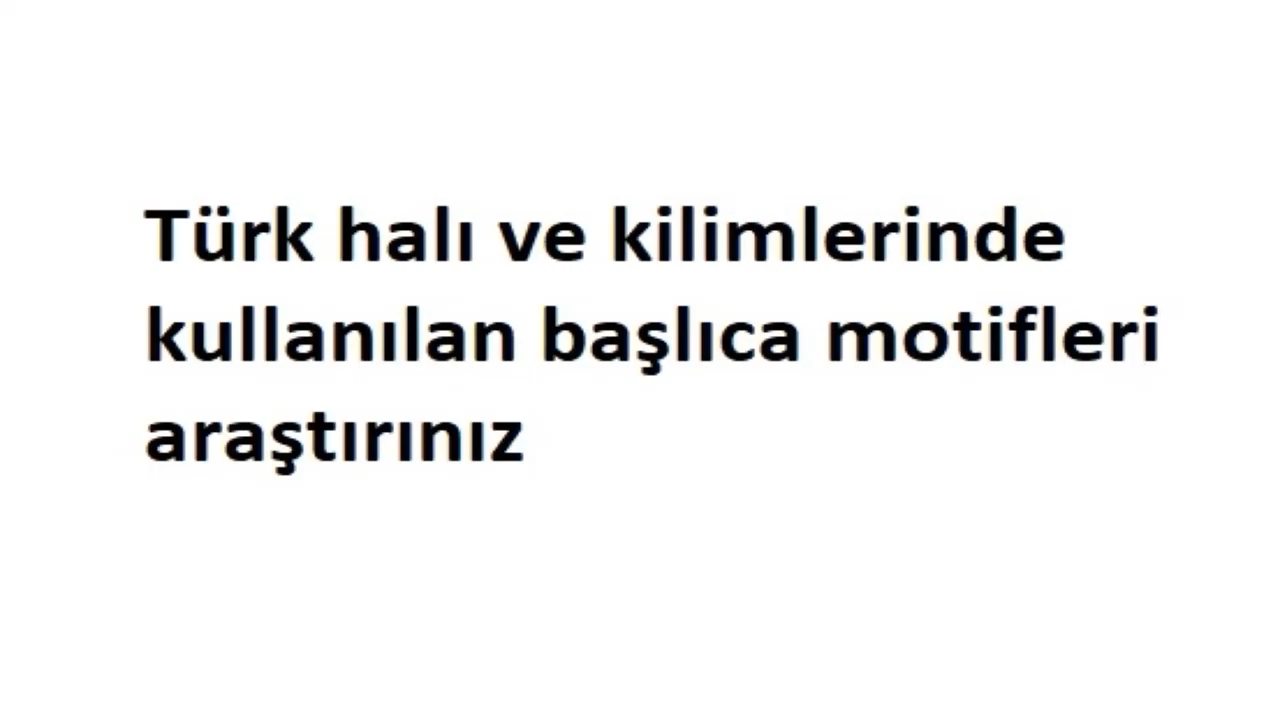 Türk halı ve kilimlerinde
kullanılan başlıca motifleri
araştırınız